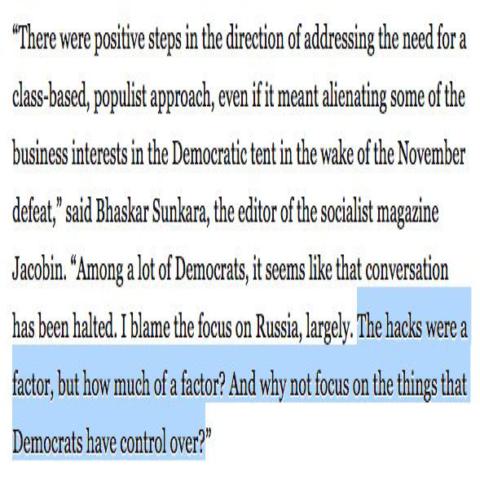 “There were positive steps in the direction of addressing the need for a
class-based, populist approach, even if it meant alienating some of the
business interests in the Democratic tent in the wake of the November
defeat,” said Bhaskar Sunkara, the editor of the socialist magazine
Jacobin. “Among a lot of Democrats, it seems like that conversation
has been halted. I blame the focus on Russia, largely. The hacks were a
factor, but how much of a factor? And why not focus on the things that
Democrats have control over?”